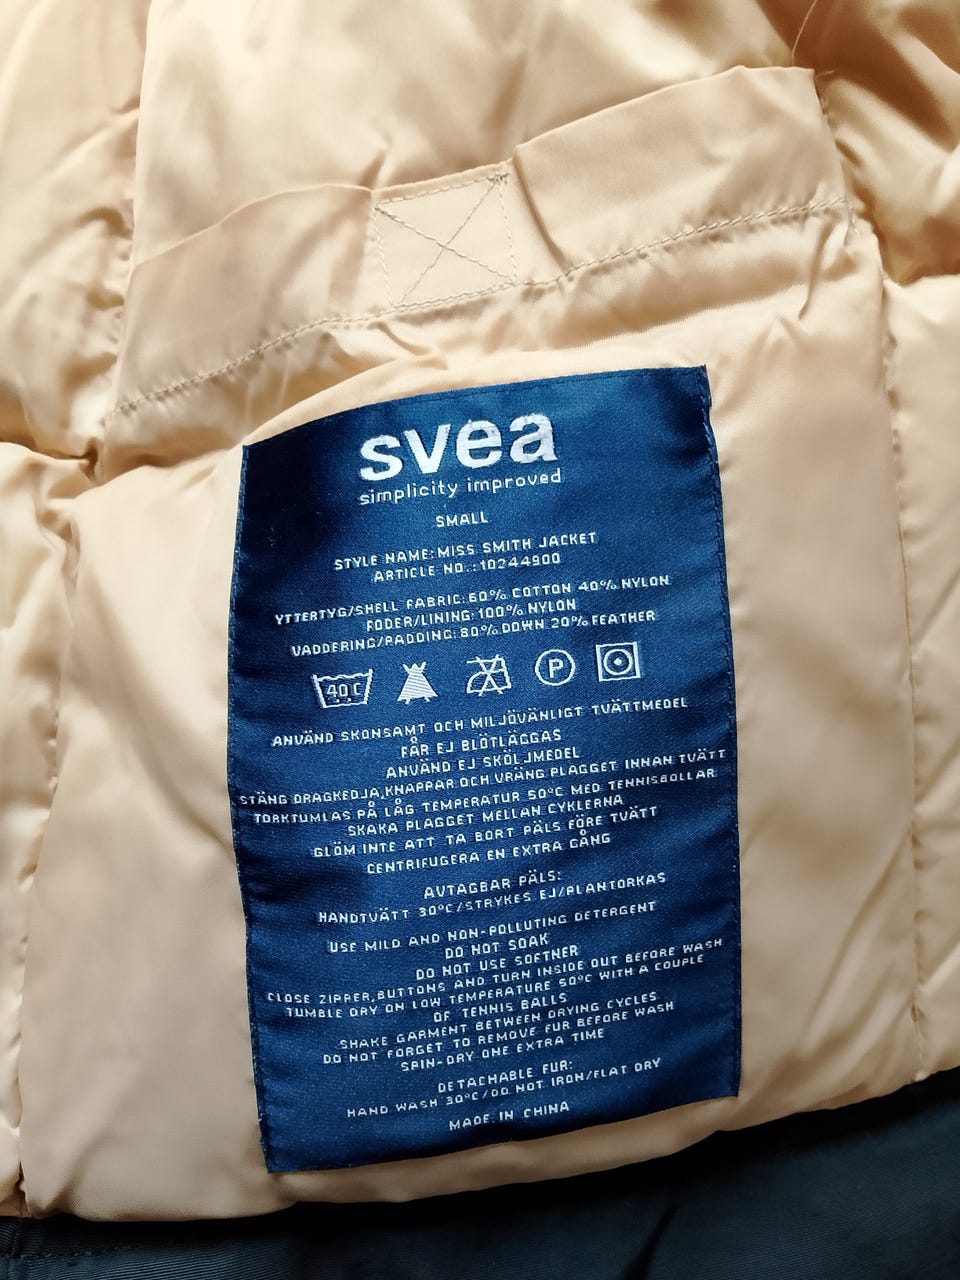 svea
simplicity improved
SMALL
STYLE NAME: MISS SMITH JACKET
ARTICLE NO.: 10244900
YTTERTYG/SHELL FABRIC: 60% COTTON 40% NYLON
FODER/LINING: 100% NYLON
VADDERING/PADDING: 80% DOWN 20% FEATHER
40C P
ANVÄND SKONSAMT OCH MILJÖVÄNLIGT TVÄTTMEDEL
FÅR EJ BLÖTLÄGGAS
ANVÄND EJ SKÖLJMEDEL
STÄNG DRAGKEDJA,KNAPPAR OCH VRÄNG PLAGGET INNAN TVÄTT
TORKTUMLAS PÅ LÅG TEMPERATUR 50°C MED TENNISBOLLAR
SKAKA PLAGGET MELLAN CYKLERNA
GLÖM INTE ATT TA BORT PÄLS FÖRE TVÄTT
CENTRIFUGERA EN EXTRA GÅNG
AVTAGBAR PÄLS:
HANDTVÄTT 30°C/STRYKES EJ/PLANTORKAS
USE MILD AND NON-POLLUTING DETERGENT
DO NOT SOAK
DO NOT USE SOFTNER
CLOSE ZIPPER,BUTTONS AND TURN INSIDE OUT BEFORE WASH
TUMBLE DRY ON LOW TEMPERATURE 50°C WITH A COUPLE
OF TENNIS BALLS
SHAKE GARMENT BETWEEN DRYING CYCLES
DO NOT FORGET TO REMOVE FUR BEFORE WASH
SPIN-DRY ONE EXTRA TIME
DETACHABLE FUR:
HAND WASH 30°C/DO NOT IRON/FLAT DRY
MADE IN CHINA